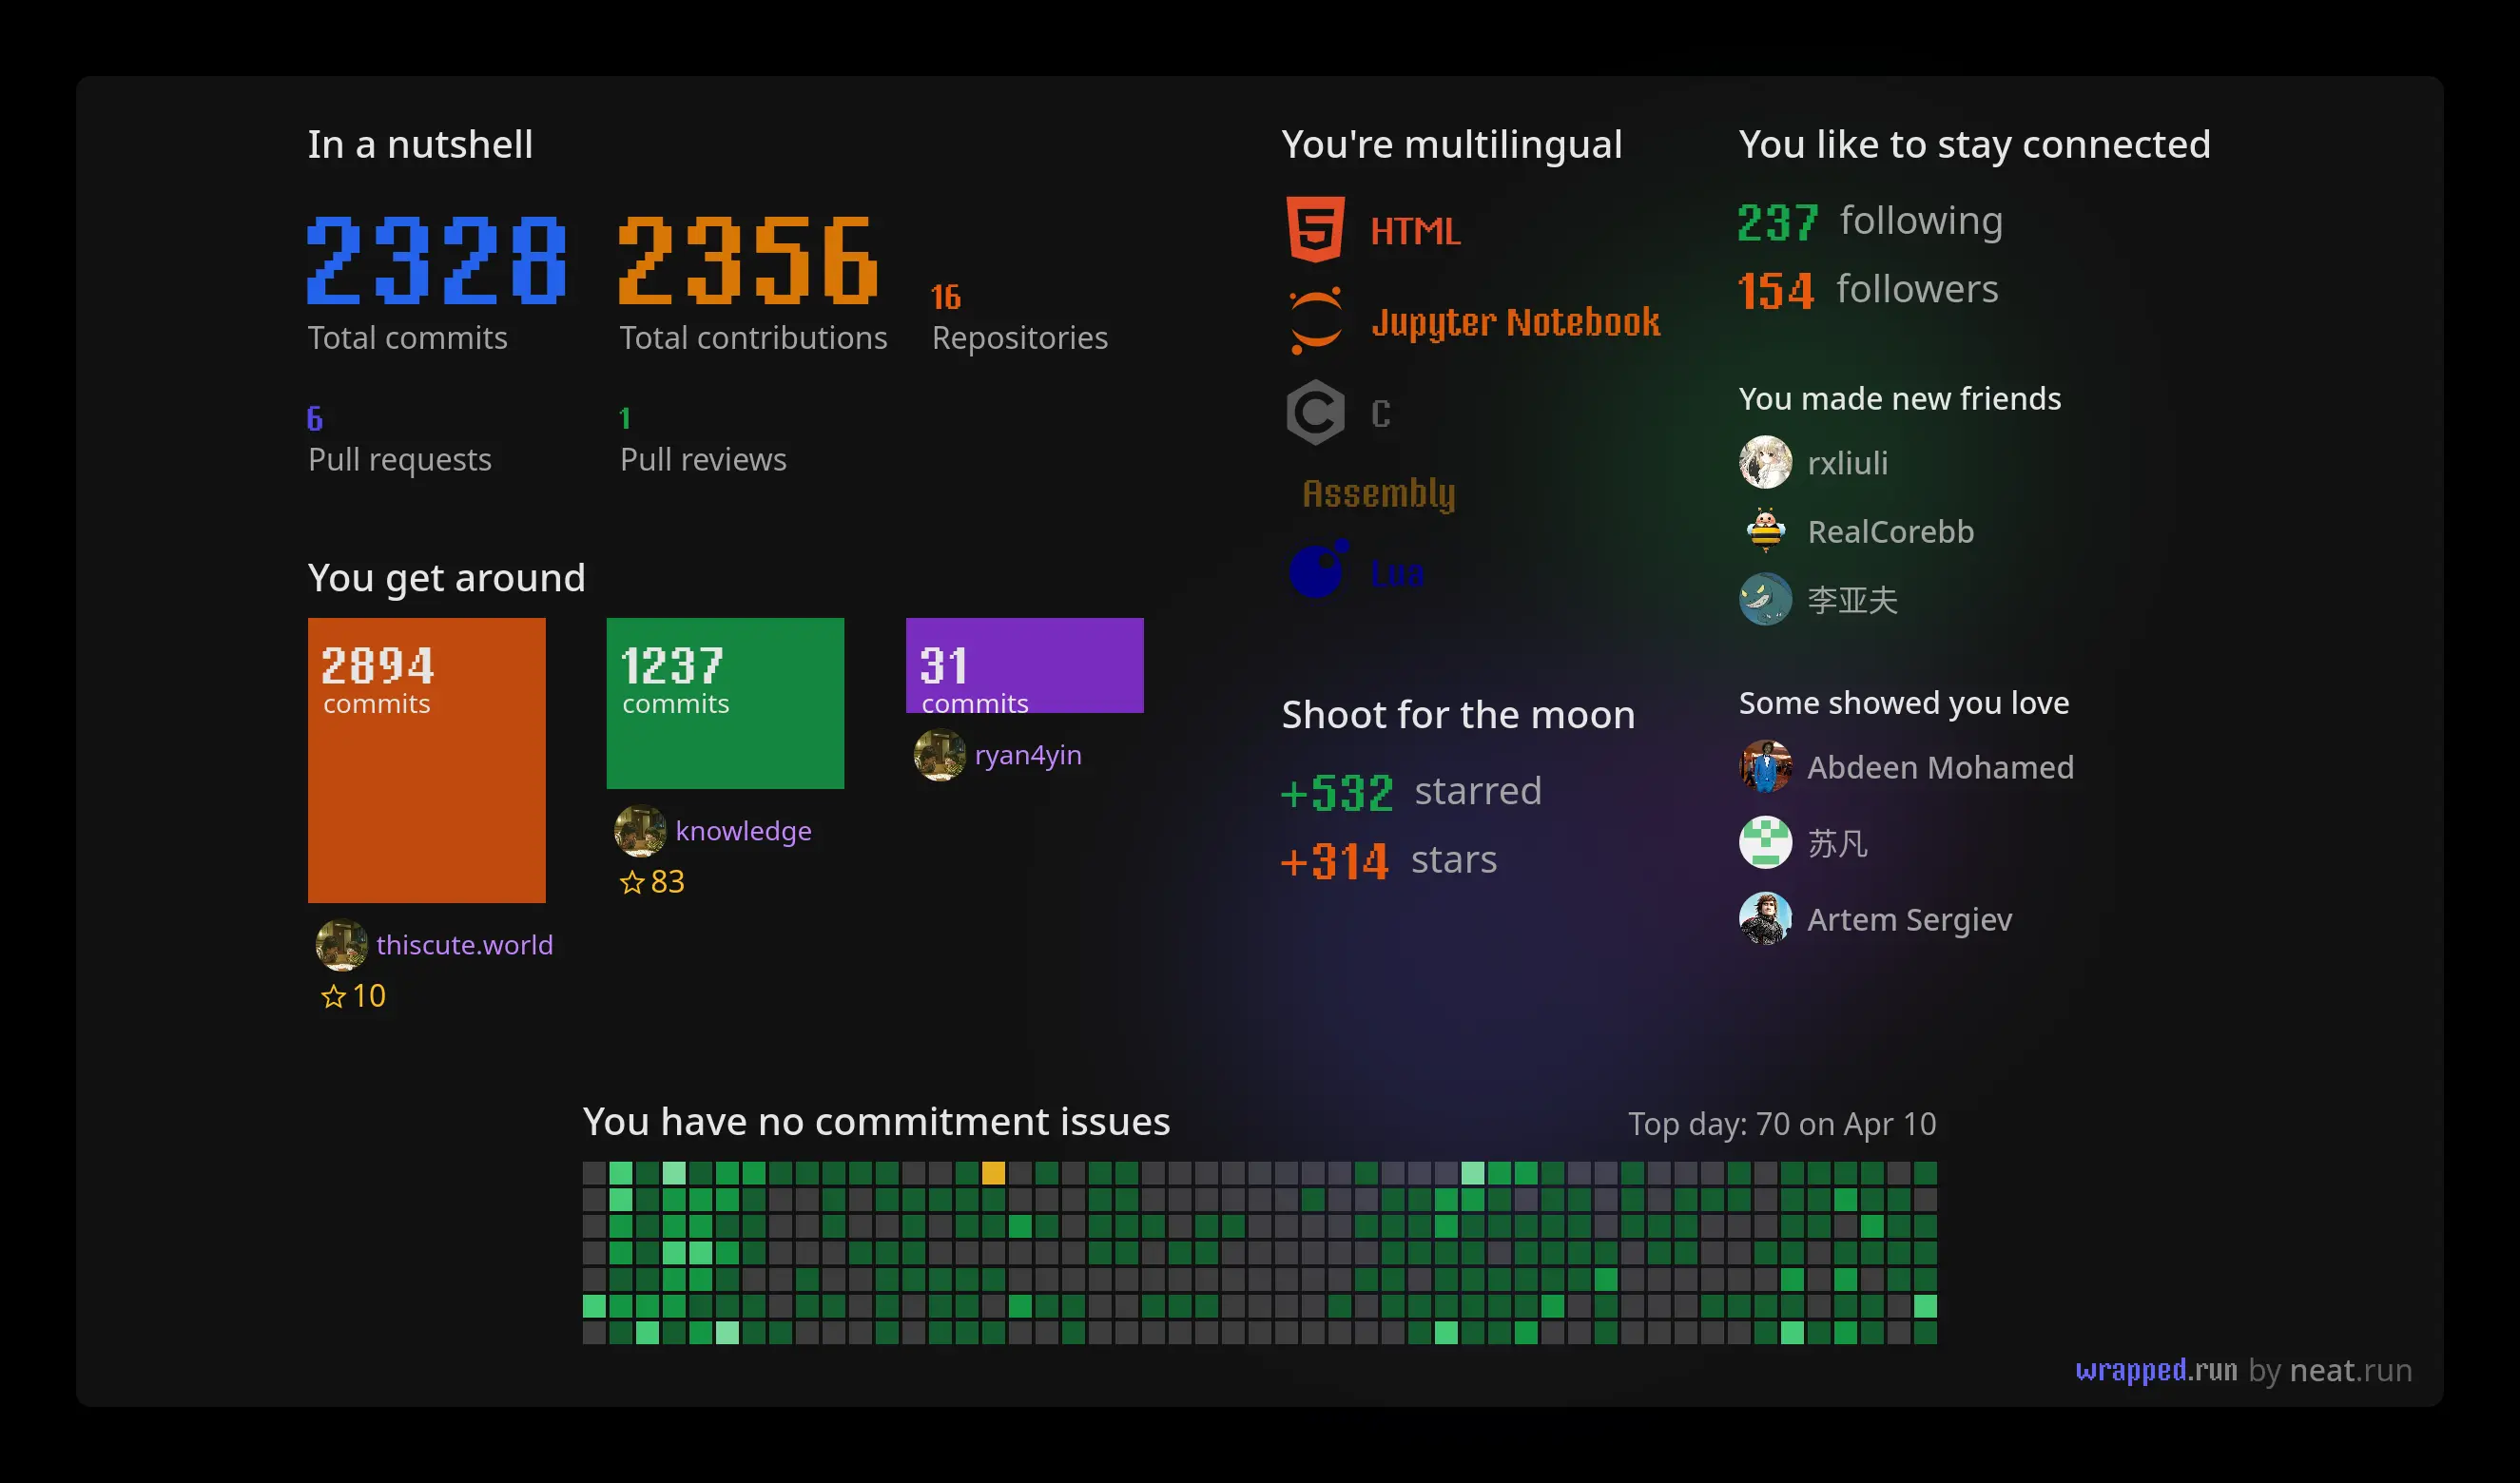 In a nutshell
2328
Total commits
2356
Total contributions
16
Repositories
6
Pull requests
1
Pull reviews
You get around
2894
commits
thiscute.world
10
1237
commits
knowledge
83
31
commits
ryan4yin
You're multilingual
HTML
Jupyter Notebook
C
Assembly
Lua
Shoot for the moon
+532 starred
+314 stars
You like to stay connected
237 following
154 followers
You made new friends
rxliuli
RealCorebb
李亚夫
Some showed you love
Abdeen Mohamed
苏凡
Artem Sergiev
You have no commitment issues
Top day: 70 on Apr 10
wrapped.run by neat.run